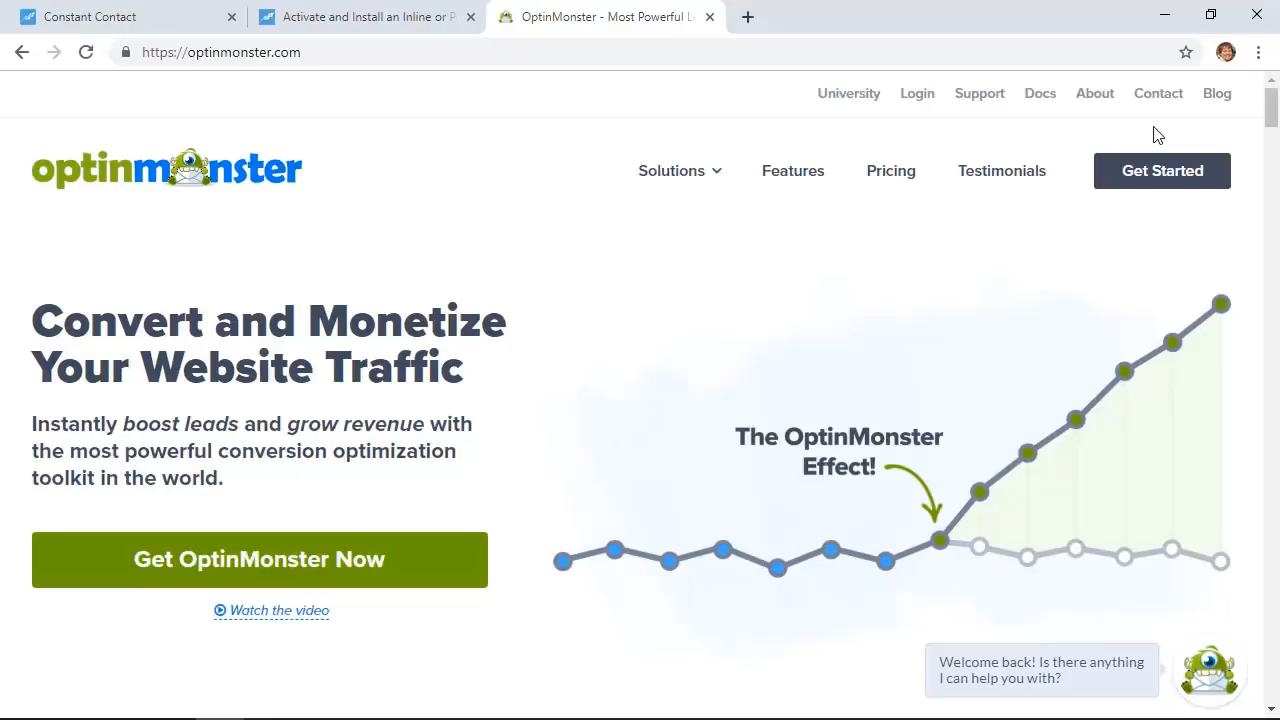 Constant Contact
Activate and Install an Inline or P
OptinMonster - Most Powerful L
https://optinmonster.com
University Login Support Docs About Contact Blog
optinmonster
Solutions Features Pricing Testimonials Get Started
Convert and Monetize
Your Website Traffic
Instantly boost leads and grow revenue with
the most powerful conversion optimization
toolkit in the world.
The OptinMonster
Effect!
Get OptinMonster Now
Watch the video
Welcome back! Is there anything
I can help you with?